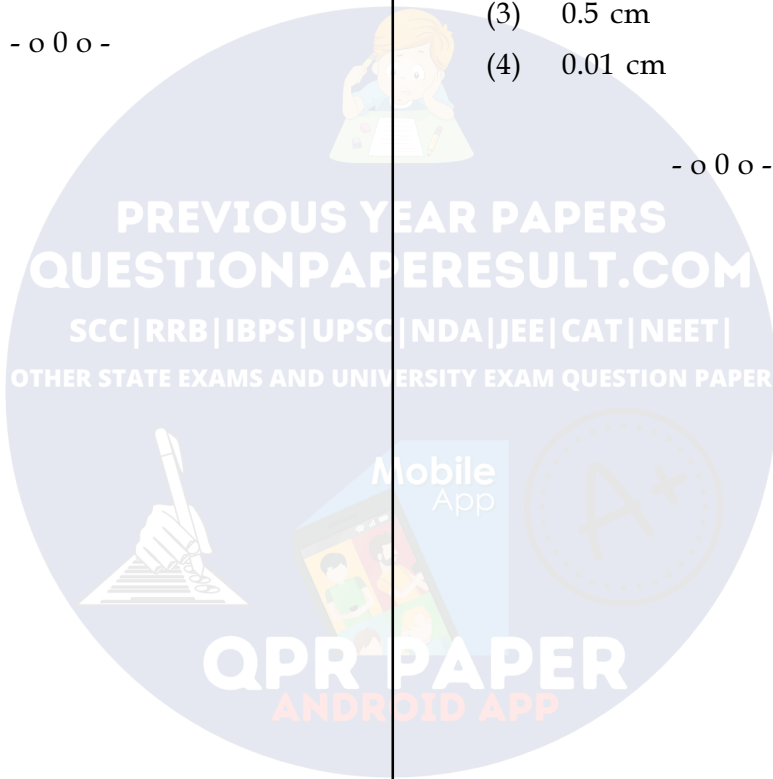 - o 0 o -
(3) 0.5 cm
(4) 0.01 cm
- o 0 o -
PREVIOUS YEAR PAPERS
QUESTIONPAPERESULT.COM
SCC|RRB|IBPS|UPSC|NDA|JEE|CAT|NEET|
OTHER STATE EXAMS AND UNIVERSITY EXAM QUESTION PAPER
Mobile
App
A+
QPR PAPER
ANDROID APP